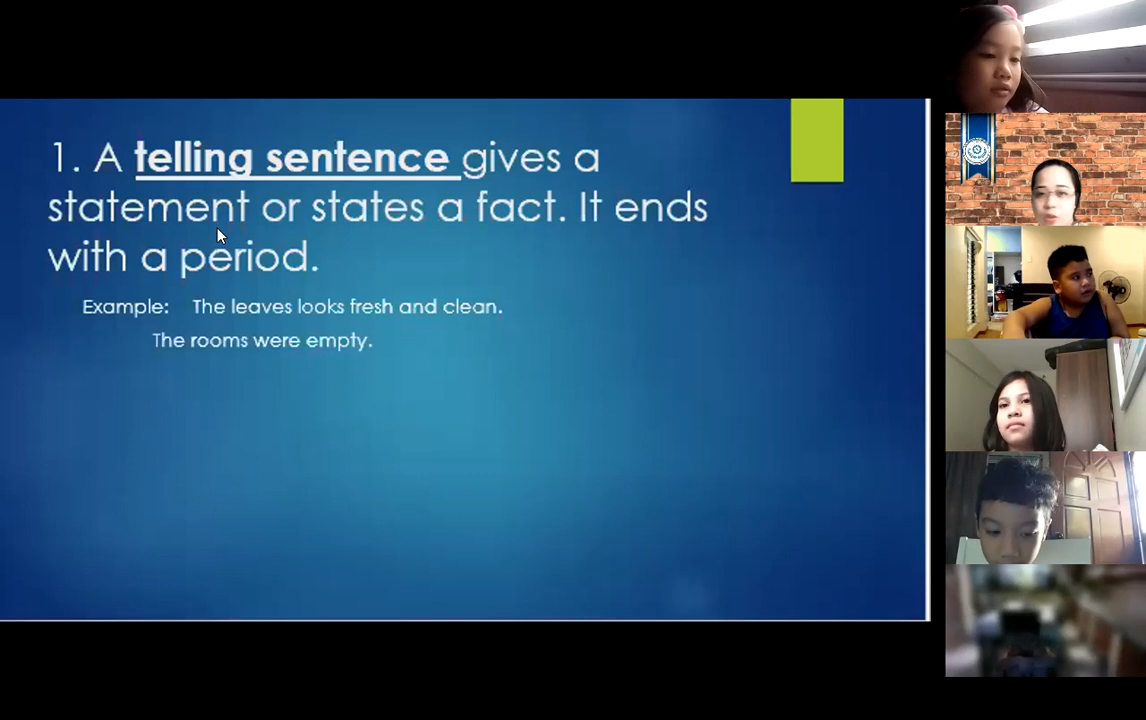 1. A telling sentence gives a
statement or states a fact. It ends
with a period.
Example: The leaves looks fresh and clean.
The rooms were empty.